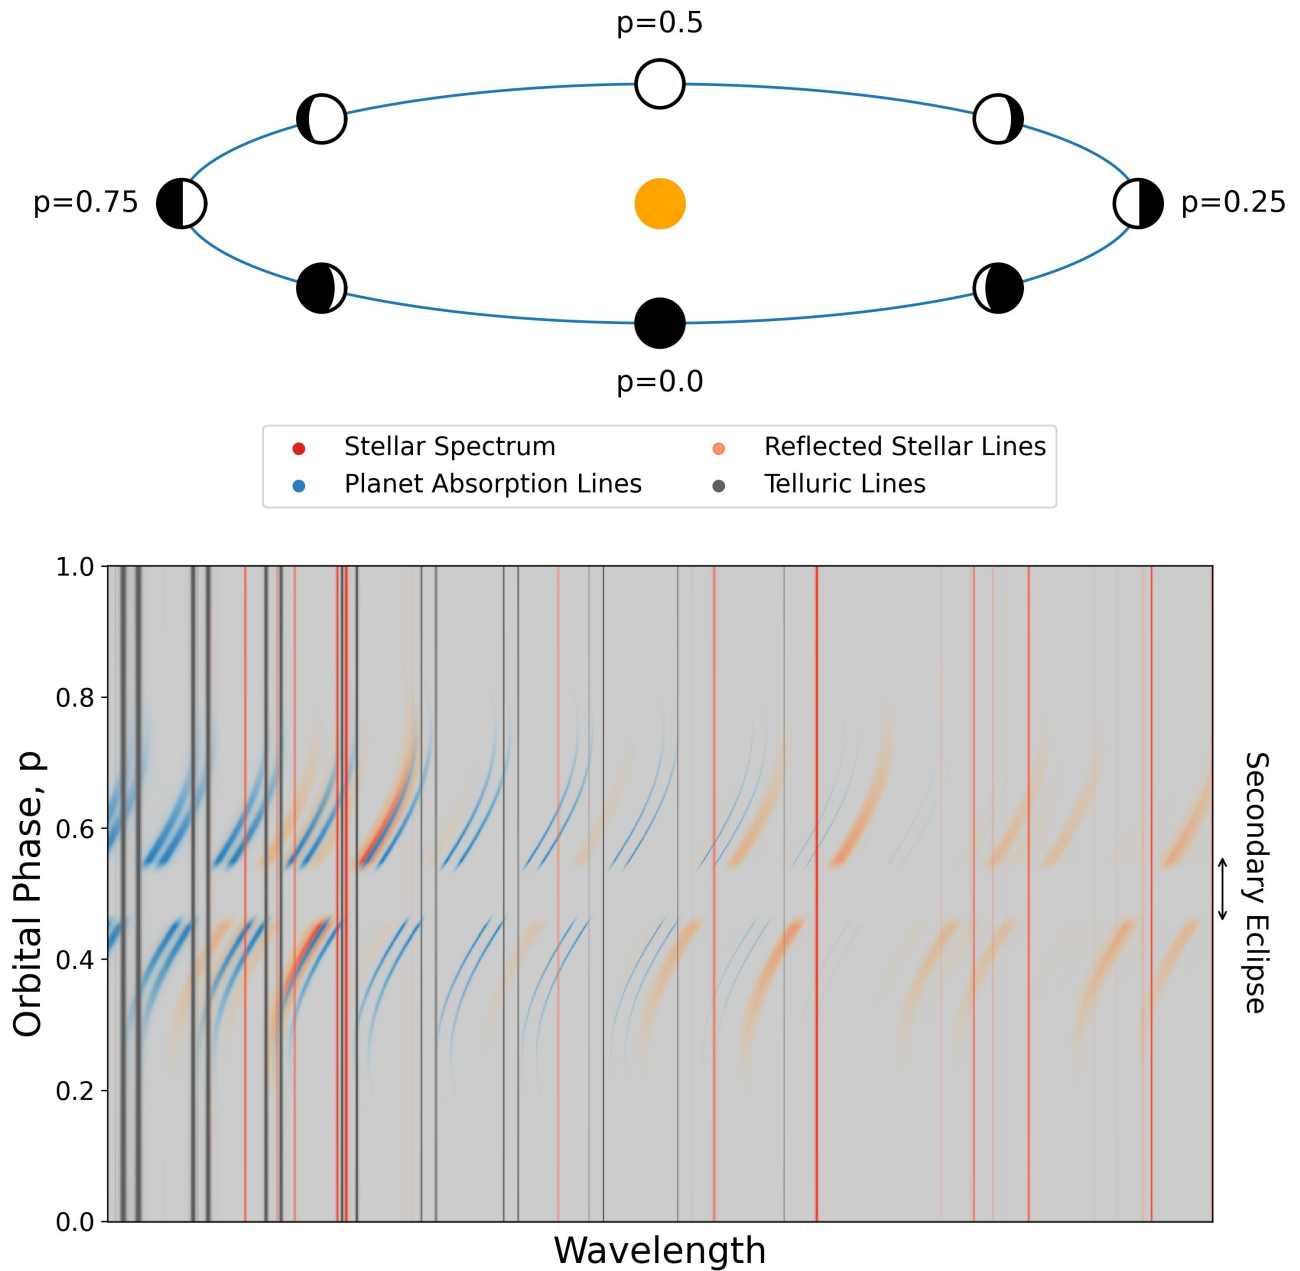 p=0.5
p=0.75
p=0.25
p=0.0
Stellar Spectrum
Reflected Stellar Lines
Planet Absorption Lines
Telluric Lines
1.0
0.8
0.6
0.4
0.2
0.0
Orbital Phase, p
Secondary Eclipse
Wavelength